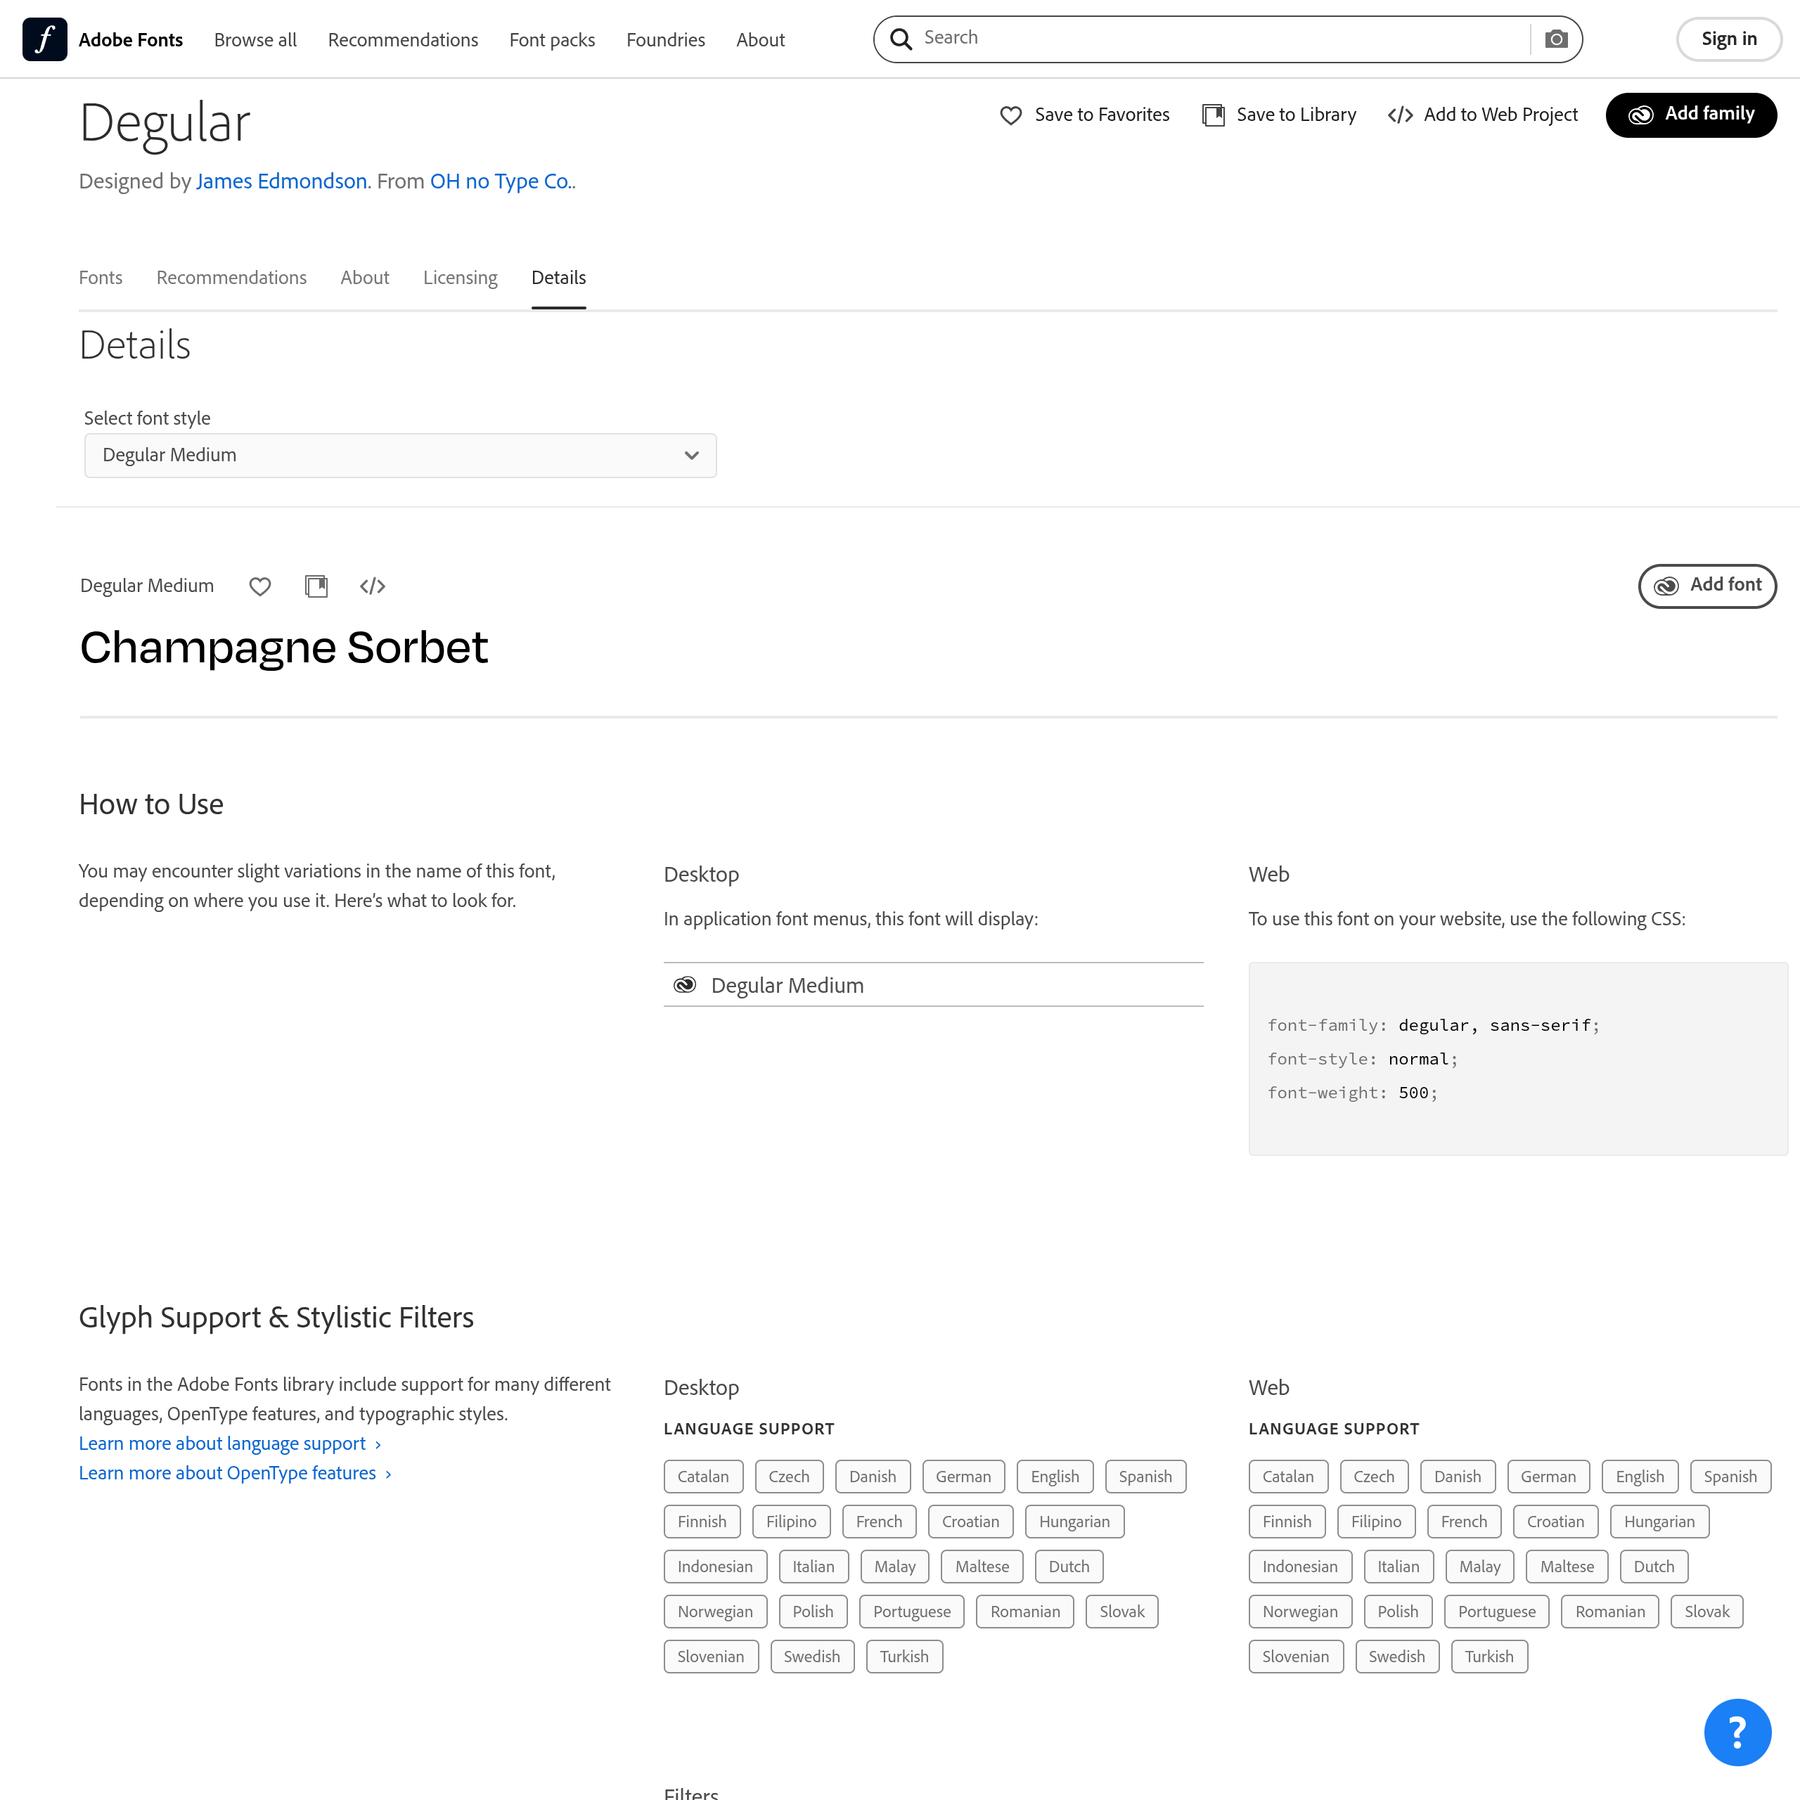 f Adobe Fonts Browse all Recommendations Font packs Foundries About Search Sign in
Degular
Save to Favorites Save to Library </> Add to Web Project Add family
Designed by James Edmondson. From OH no Type Co..
Fonts Recommendations About Licensing Details
Details
Select font style
Degular Medium
Degular Medium </> Add font
Champagne Sorbet
How to Use
You may encounter slight variations in the name of this font,
depending on where you use it. Here's what to look for.
Desktop
In application font menus, this font will display:
Degular Medium
Web
To use this font on your website, use the following CSS:
font-family: degular, sans-serif;
font-style: normal;
font-weight: 500;
Glyph Support & Stylistic Filters
Fonts in the Adobe Fonts library include support for many different
languages, OpenType features, and typographic styles.
Learn more about language support ›
Learn more about OpenType features ›
Desktop
LANGUAGE SUPPORT
Catalan Czech Danish German English Spanish
Finnish Filipino French Croatian Hungarian
Indonesian Italian Malay Maltese Dutch
Norwegian Polish Portuguese Romanian Slovak
Slovenian Swedish Turkish
Web
LANGUAGE SUPPORT
Catalan Czech Danish German English Spanish
Finnish Filipino French Croatian Hungarian
Indonesian Italian Malay Maltese Dutch
Norwegian Polish Portuguese Romanian Slovak
Slovenian Swedish Turkish
?
Filters